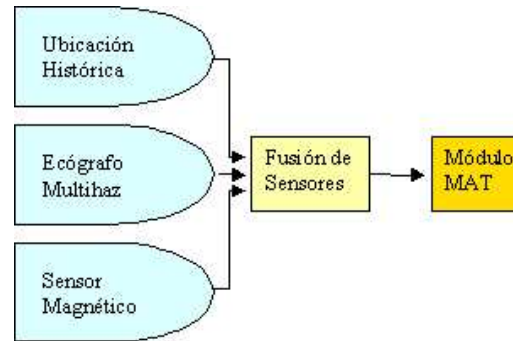 Ubicación
Histórica
Ecógrafo
Multihaz
Sensor
Magnético
Fusión de
Sensores
Módulo
MAT